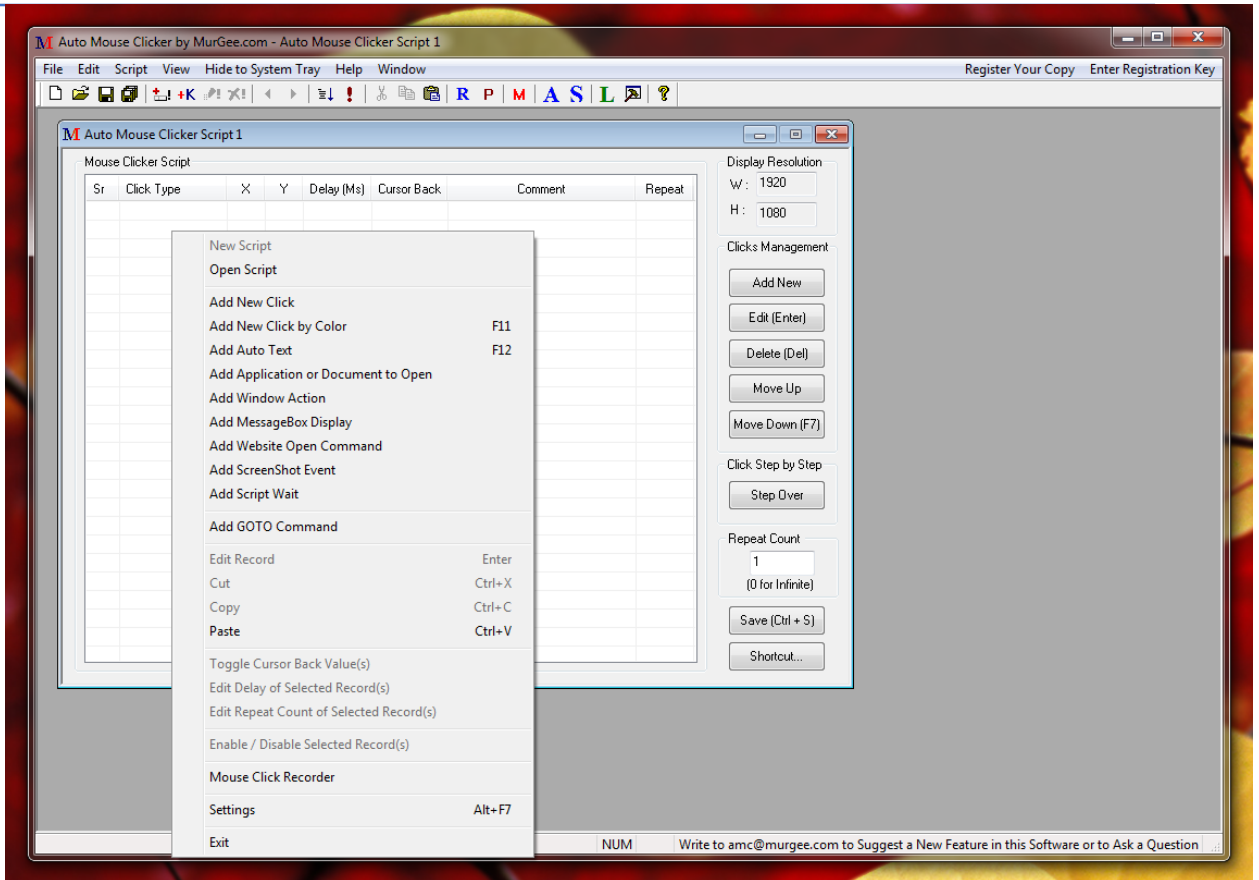 Auto Mouse Clicker by MurGee.com - Auto Mouse Clicker Script 1
File Edit Script View Hide to System Tray Help Window Register Your Copy Enter Registration Key
+K R P M A S L ?
Auto Mouse Clicker Script 1
Mouse Clicker Script
Sr Click Type X Y Delay (Ms) Cursor Back Comment Repeat
New Script
Open Script
Add New Click
Add New Click by Color F11
Add Auto Text F12
Add Application or Document to Open
Add Window Action
Add MessageBox Display
Add Website Open Command
Add ScreenShot Event
Add Script Wait
Add GOTO Command
Edit Record Enter
Cut Ctrl+X
Copy Ctrl+C
Paste Ctrl+V
Toggle Cursor Back Value(s)
Edit Delay of Selected Record(s)
Edit Repeat Count of Selected Record(s)
Enable / Disable Selected Record(s)
Mouse Click Recorder
Settings Alt+F7
Exit
Display Resolution
W : 1920
H : 1080
Clicks Management
Add New
Edit (Enter)
Delete (Del)
Move Up
Move Down (F7)
Click Step by Step
Step Over
Repeat Count
1
(0 for Infinite)
Save (Ctrl + S)
Shortcut...
NUM Write to amc@murgee.com to Suggest a New Feature in this Software or to Ask a Question